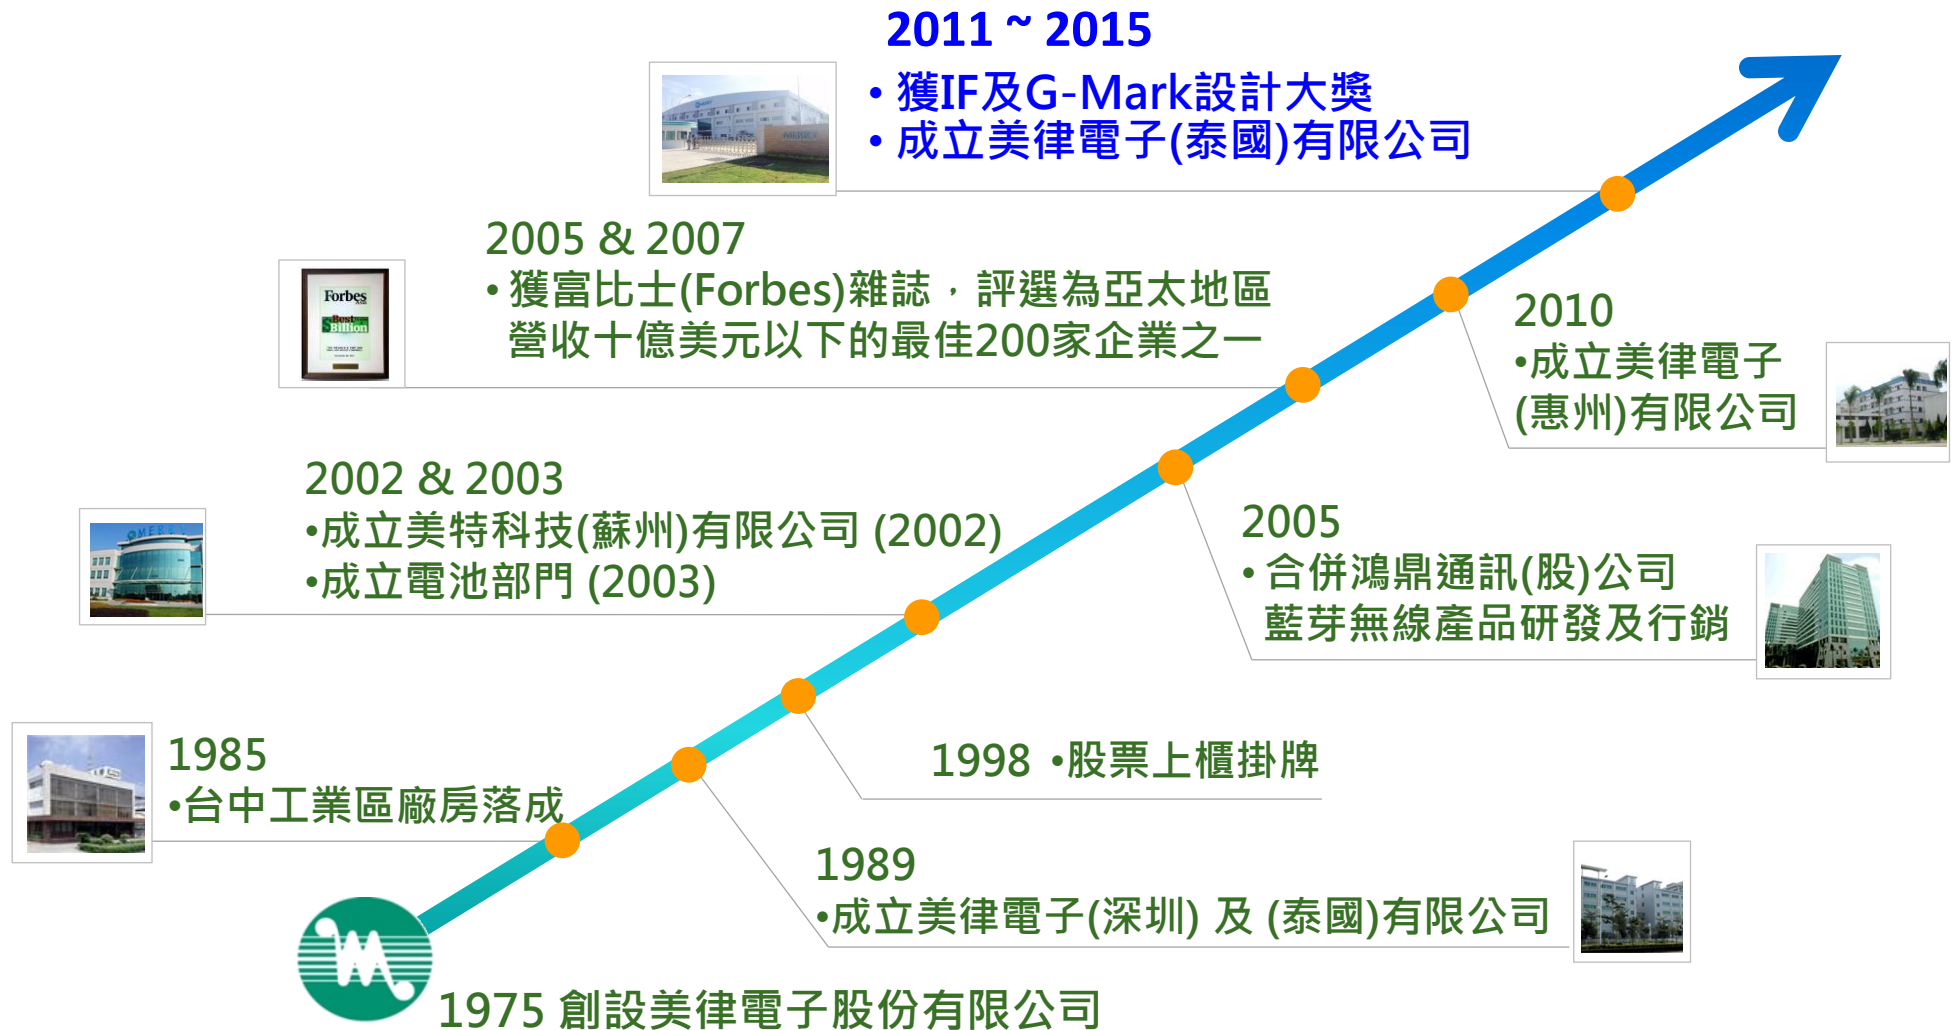 2011 ~ 2015
• 獲IF及G-Mark設計大獎
• 成立美律電子(泰國)有限公司
2005 & 2007
• 獲富比士(Forbes)雜誌，評選為亞太地區
營收十億美元以下的最佳200家企業之一
Forbes
Best
Billion
2010
•成立美律電子
(惠州)有限公司
2002 & 2003
•成立美特科技(蘇州)有限公司 (2002)
•成立電池部門 (2003)
MERRY
2005
• 合併鴻鼎通訊(股)公司
藍芽無線產品研發及行銷
1985
•台中工業區廠房落成
1998 •股票上櫃掛牌
1989
•成立美律電子(深圳) 及 (泰國)有限公司
1975 創設美律電子股份有限公司